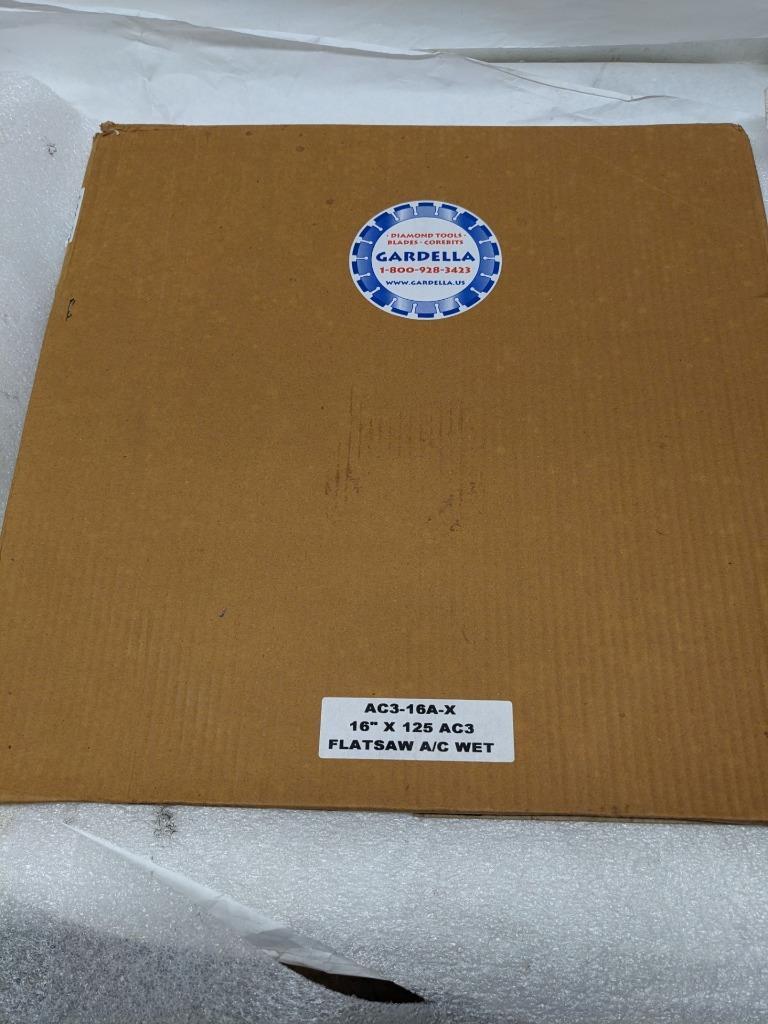 · DIAMOND TOOLS ·
BLADES · COREBITS
GARDELLA
1-800-928-3423
WWW.GARDELLA.US
AC3-16A-X
16" X 125 AC3
FLATSAW A/C WET